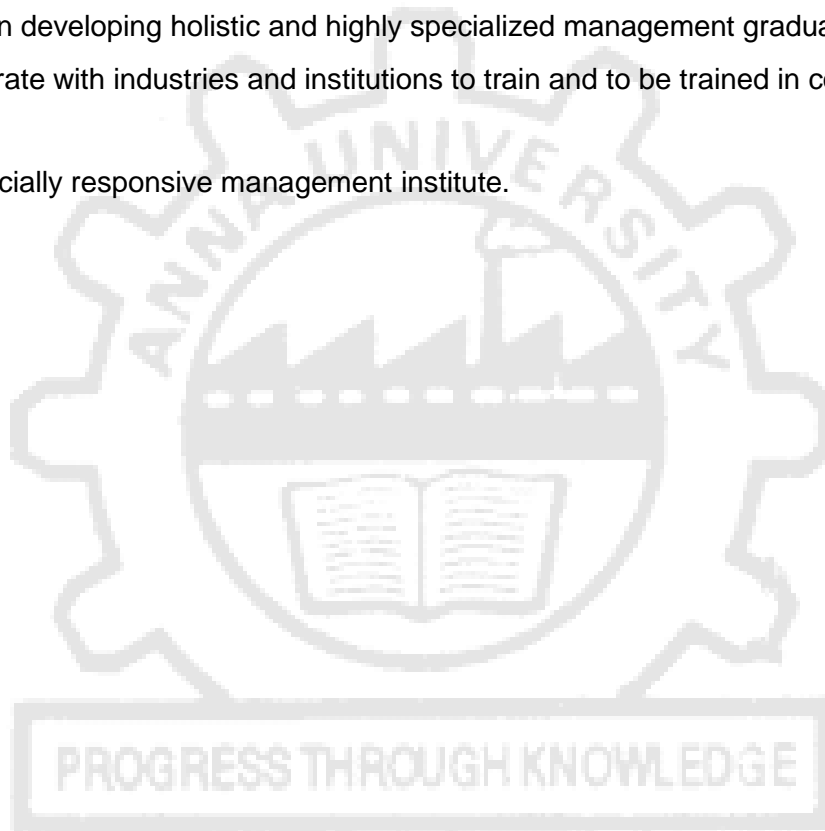 n developing holistic and highly specialized management gradua
rate with industries and institutions to train and to be trained in c
cially responsive management institute.
ANNA UNIVERSITY
PROGRESS THROUGH KNOWLEDGE